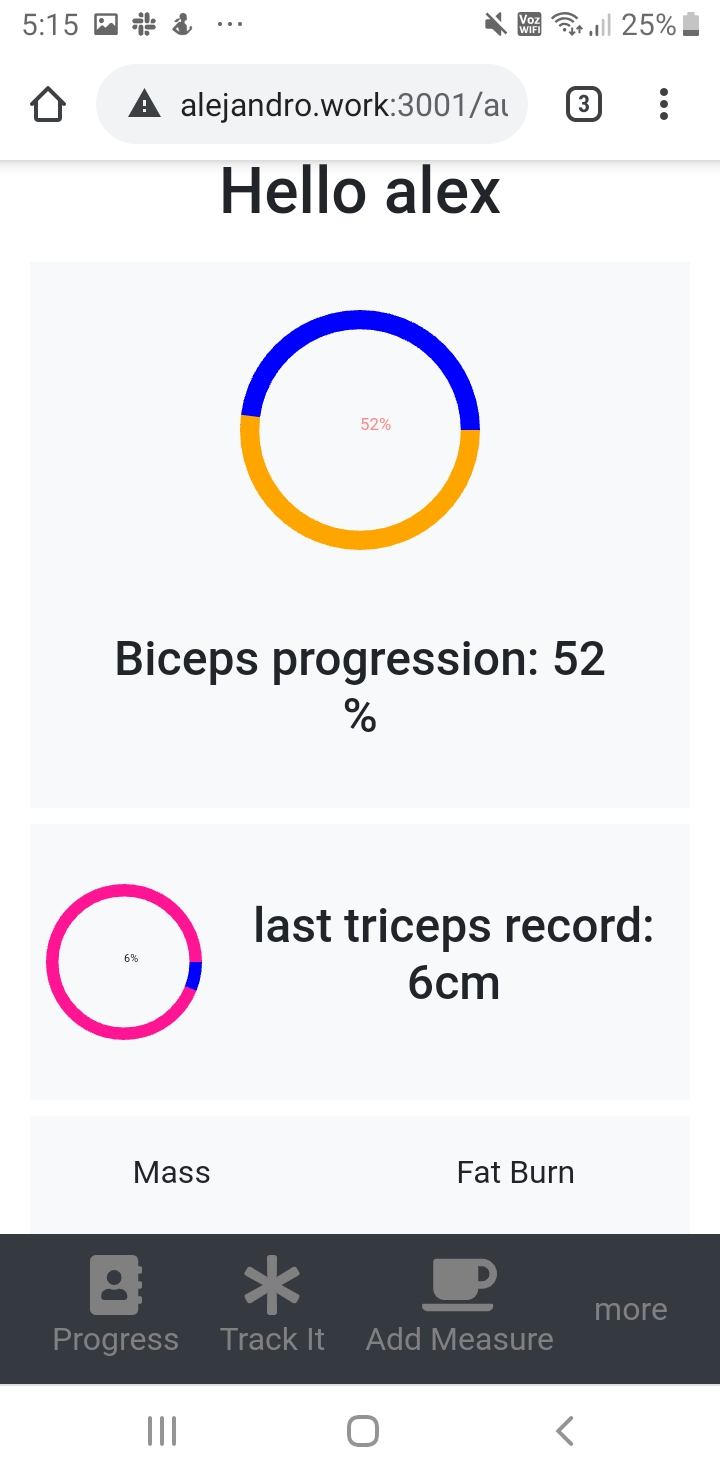 5:15
Voz
WIFI
25%
alejandro.work:3001/au
3
Hello alex
52%
Biceps progression: 52
%
6%
last triceps record:
6cm
Mass Fat Burn
Progress Track It Add Measure more